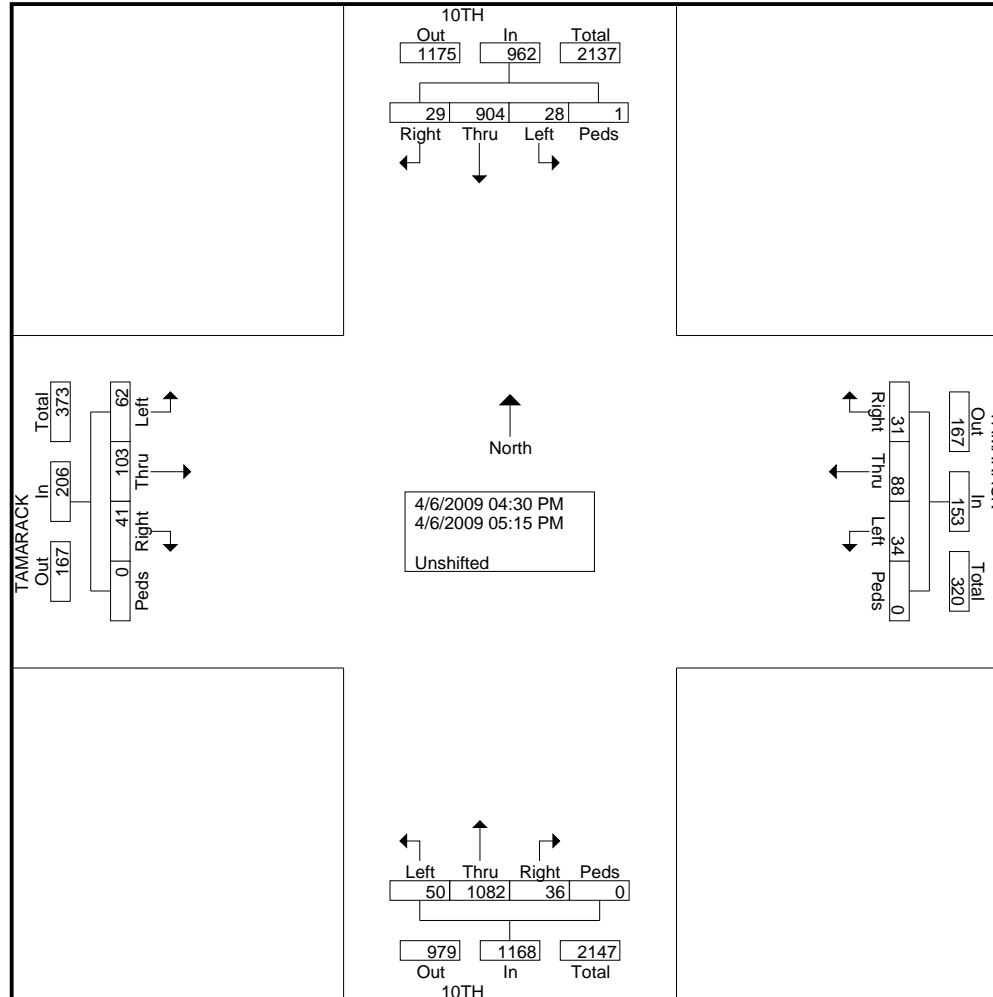 10TH
Out In Total
1175 962 2137
29 904 28 1
Right Thru Left Peds
TAMARACK
Total In Out
373 206 167
62 103 41 0
Left Thru Right Peds
North
4/6/2009 04:30 PM
4/6/2009 05:15 PM
Unshifted
Right Thru Left Peds
31 88 34 0
Out In Total
167 153 320
Left Thru Right Peds
50 1082 36 0
979 1168 2147
Out In Total
10TH